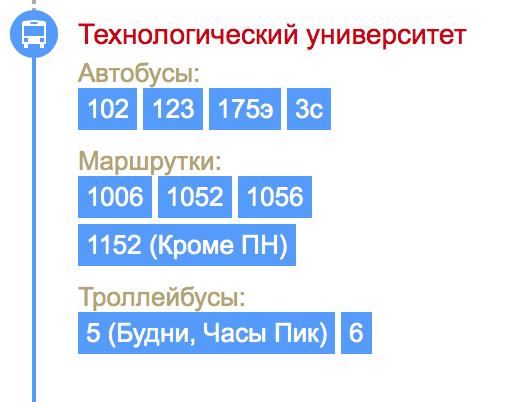 Технологический университет
Автобусы:
102 123 175э 3с
Маршрутки:
1006 1052 1056
1152 (Кроме ПН)
Троллейбусы:
5 (Будни, Часы Пик) 6